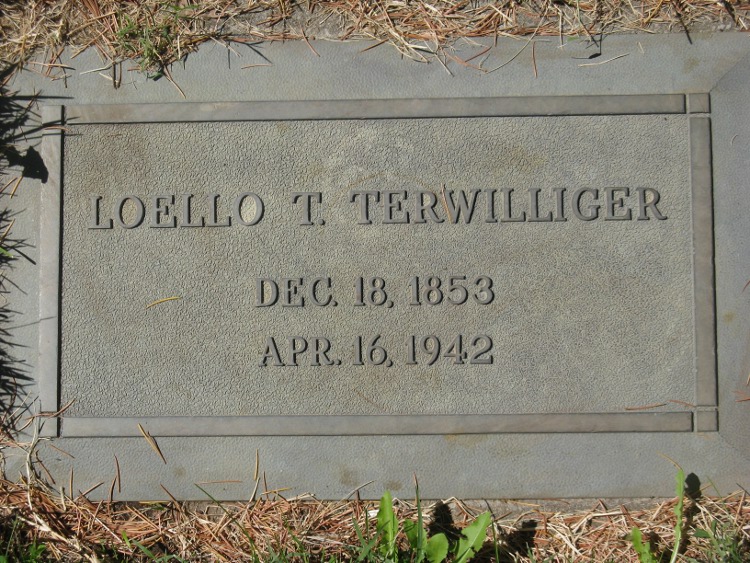 LOELLO T. TERWILLIGER
DEC. 18, 1853
APR. 16, 1942